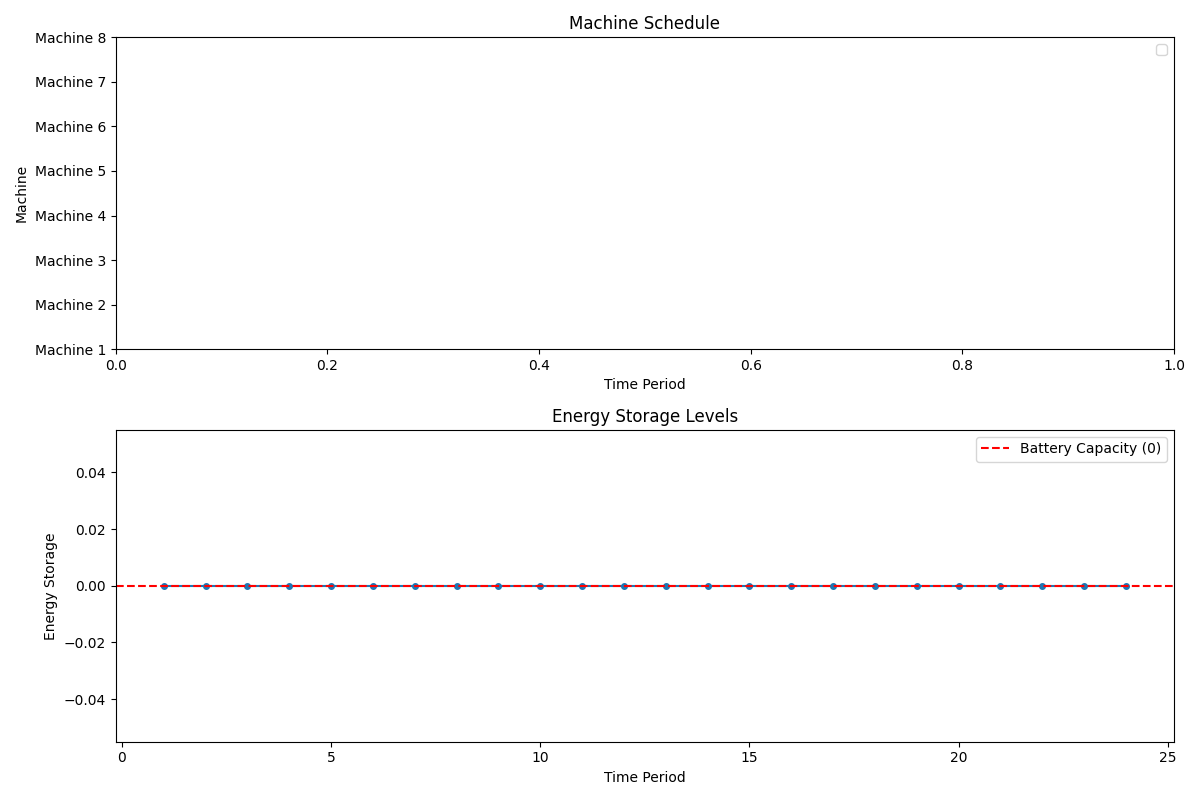 Machine Schedule
Machine 8
Machine 7
Machine 6
Machine 5
Machine 4
Machine 3
Machine 2
Machine 1
Machine
0.0 0.2 0.4 0.6 0.8 1.0
Time Period
Energy Storage Levels
Battery Capacity (0)
0.04
0.02
0.00
−0.02
−0.04
Energy Storage
0 5 10 15 20 25
Time Period